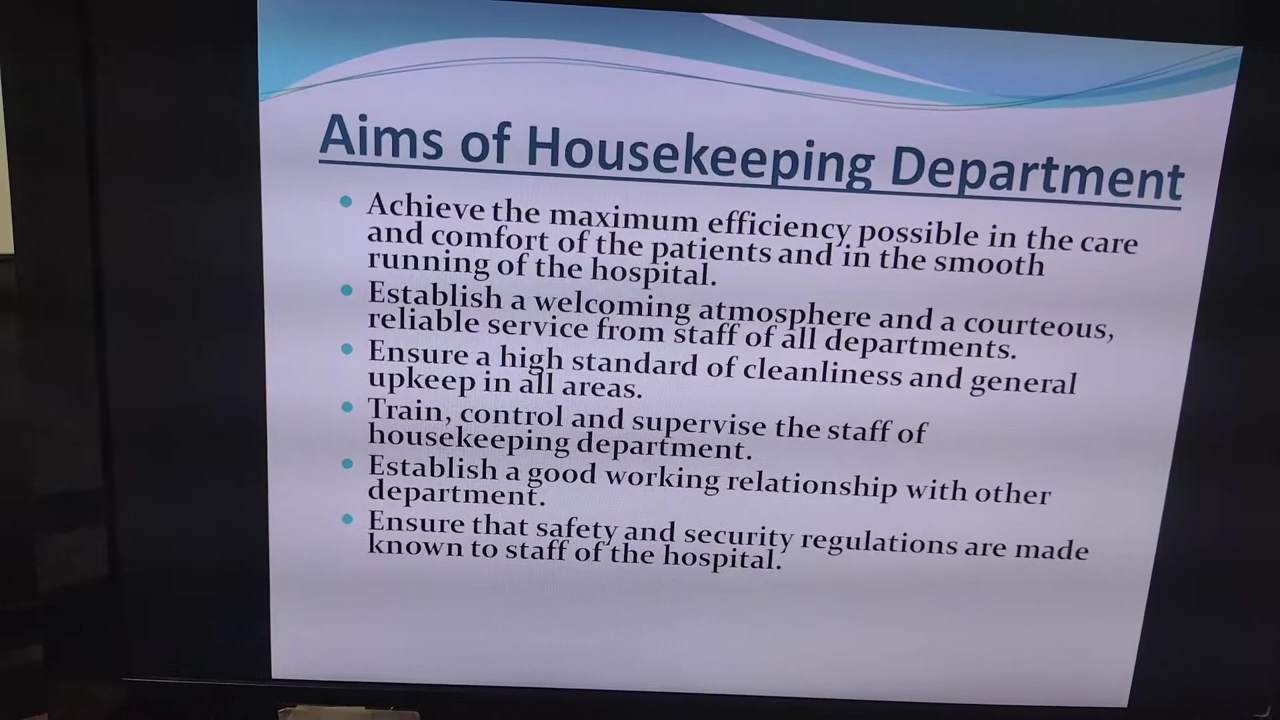 Aims of Housekeeping Department
• Achieve the maximum efficiency possible in the care
and comfort of the patients and in the smooth
running of the hospital.
• Establish a welcoming atmosphere and a courteous,
reliable service from staff of all departments.
• Ensure a high standard of cleanliness and general
upkeep in all areas.
• Train, control and supervise the staff of
housekeeping department.
• Establish a good working relationship with other
department.
• Ensure that safety and security regulations are made
known to staff of the hospital.